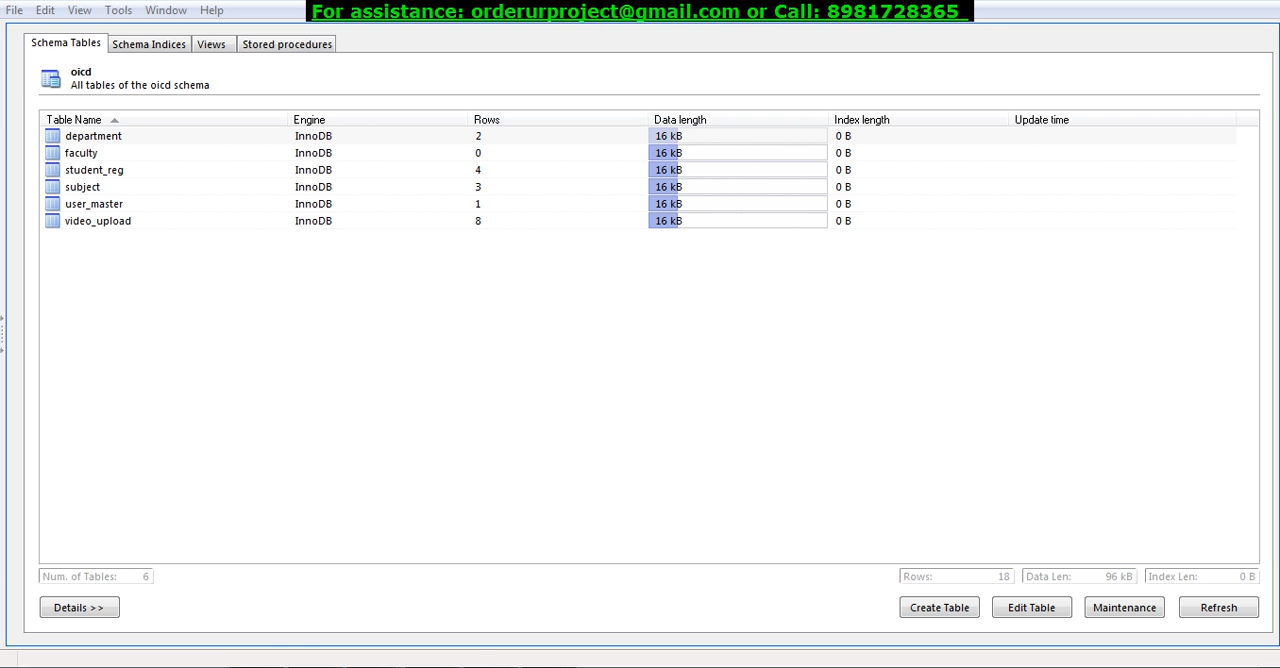 File Edit View Tools Window Help
For assistance: orderurproject@gmail.com or Call: 8981728365
Schema Tables Schema Indices Views Stored procedures
oicd
All tables of the oicd schema
Table Name Engine Rows Data length Index length Update time
department InnoDB 2 16 kB 0 B
faculty InnoDB 0 16 kB 0 B
student_reg InnoDB 4 16 kB 0 B
subject InnoDB 3 16 kB 0 B
user_master InnoDB 1 16 kB 0 B
video_upload InnoDB 8 16 kB 0 B
Num. of Tables: 6 Rows: 18 Data Len: 96 kB Index Len: 0 B
Details >> Create Table Edit Table Maintenance Refresh